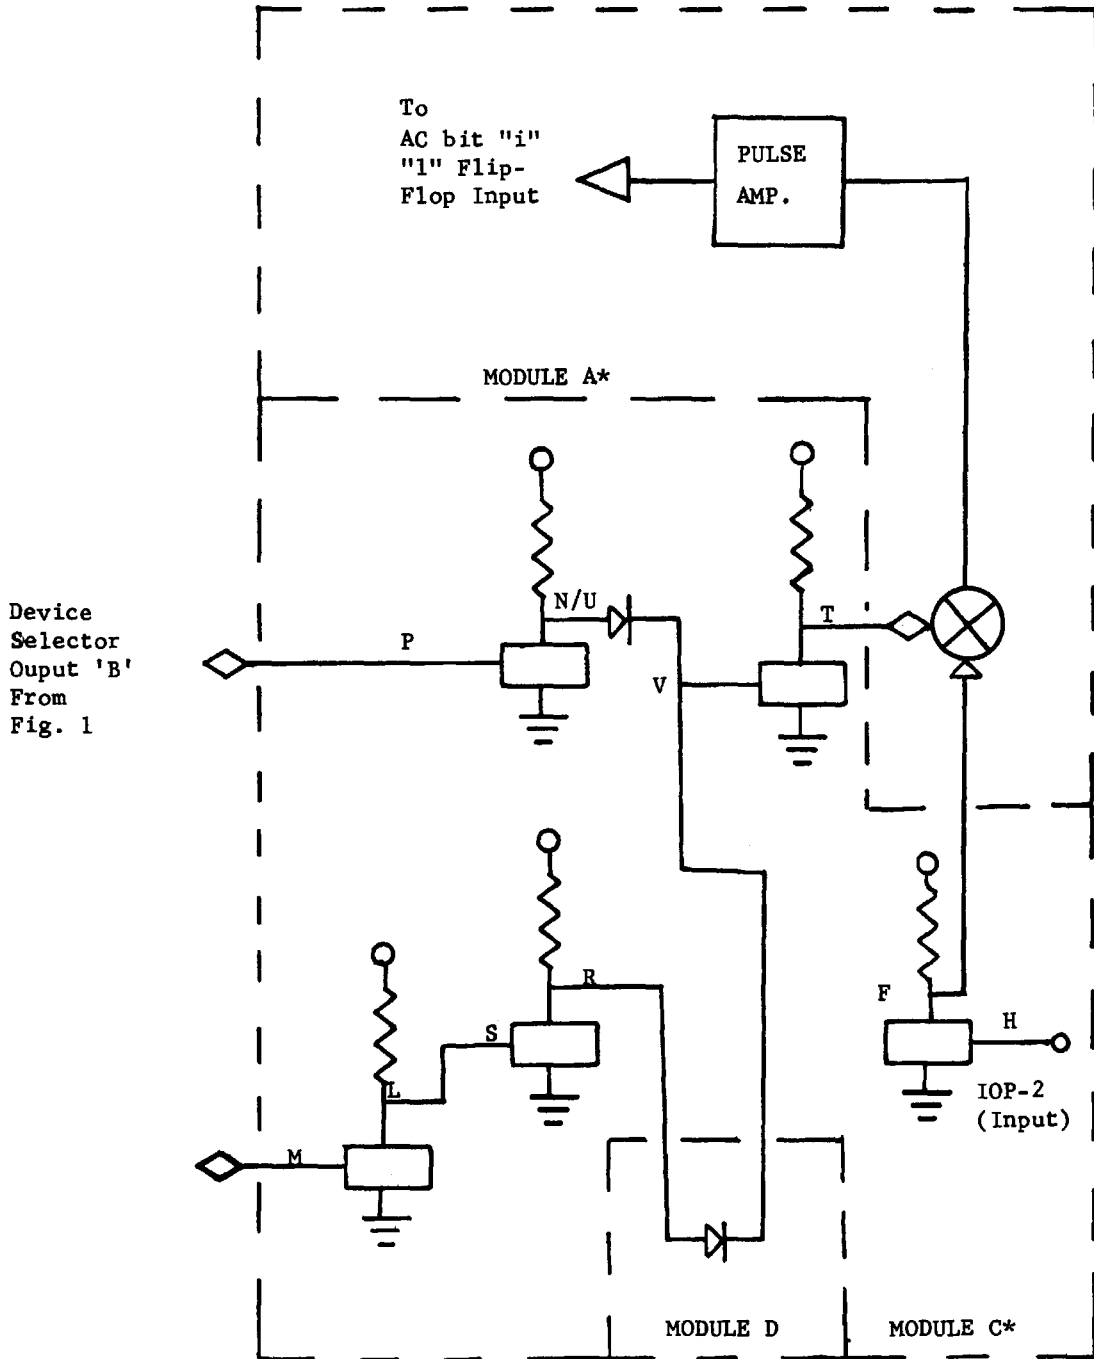 To
AC bit "i"
"1" Flip-
Flop Input
PULSE
AMP.
MODULE A*
N/U
T
Device
Selector
Ouput 'B'
From
Fig. 1
P
V
R
F
S
H
L
IOP-2
(Input)
M
MODULE D
MODULE C*